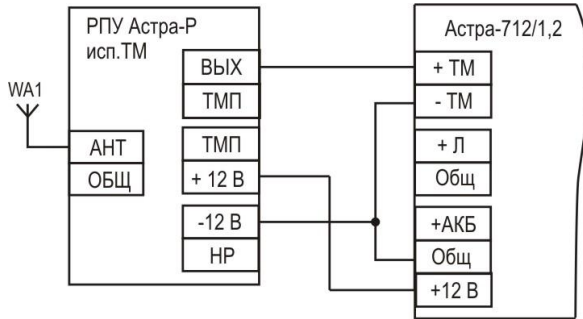 РПУ Астра-Р
исп.ТМ
WA1
АНТ
ОБЩ
ВЫХ
ТМП
ТМП
+ 12 В
-12 В
НР
Астра-712/1,2
+ ТМ
- ТМ
+ Л
Общ
+АКБ
Общ
+12 В